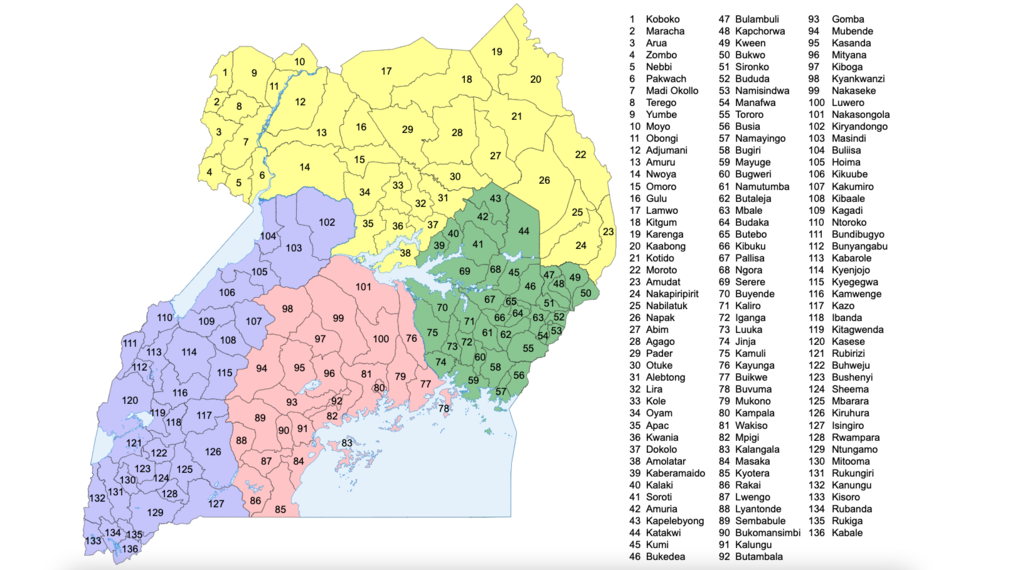 1 Koboko
2 Maracha
3 Arua
4 Zombo
5 Nebbi
6 Pakwach
7 Madi Okollo
8 Terego
9 Yumbe
10 Moyo
11 Obongi
12 Adjumani
13 Amuru
14 Nwoya
15 Omoro
16 Gulu
17 Lamwo
18 Kitgum
19 Karenga
20 Kaabong
21 Kotido
22 Moroto
23 Amudat
24 Nakapiripirit
25 Nabilatuk
26 Napak
27 Abim
28 Agago
29 Pader
30 Otuke
31 Alebtong
32 Lira
33 Kole
34 Oyam
35 Apac
36 Kwania
37 Dokolo
38 Amolatar
39 Kaberamaido
40 Kalaki
41 Soroti
42 Amuria
43 Kapelebyong
44 Katakwi
45 Kumi
46 Bukedea
47 Bulambuli
48 Kapchorwa
49 Kween
50 Bukwo
51 Sironko
52 Bududa
53 Namisindwa
54 Manafwa
55 Tororo
56 Busia
57 Namayingo
58 Bugiri
59 Mayuge
60 Bugweri
61 Namutumba
62 Butaleja
63 Mbale
64 Budaka
65 Butebo
66 Kibuku
67 Pallisa
68 Ngora
69 Serere
70 Buyende
71 Kaliro
72 Iganga
73 Luuka
74 Jinja
75 Kamuli
76 Kayunga
77 Buikwe
78 Buvuma
79 Mukono
80 Kampala
81 Wakiso
82 Mpigi
83 Kalangala
84 Masaka
85 Kyotera
86 Rakai
87 Lwengo
88 Lyantonde
89 Sembabule
90 Bukomansimbi
91 Kalungu
92 Butambala
93 Gomba
94 Mubende
95 Kasanda
96 Mityana
97 Kiboga
98 Kyankwanzi
99 Nakaseke
100 Luwero
101 Nakasongola
102 Kiryandongo
103 Masindi
104 Buliisa
105 Hoima
106 Kikuube
107 Kakumiro
108 Kibaale
109 Kagadi
110 Ntoroko
111 Bundibugyo
112 Bunyangabu
113 Kabarole
114 Kyenjojo
115 Kyegegwa
116 Kamwenge
117 Kazo
118 Ibanda
119 Kitagwenda
120 Kasese
121 Rubirizi
122 Buhweju
123 Bushenyi
124 Sheema
125 Mbarara
126 Kiruhura
127 Isingiro
128 Rwampara
129 Ntungamo
130 Mitooma
131 Rukungiri
132 Kanungu
133 Kisoro
134 Rubanda
135 Rukiga
136 Kabale